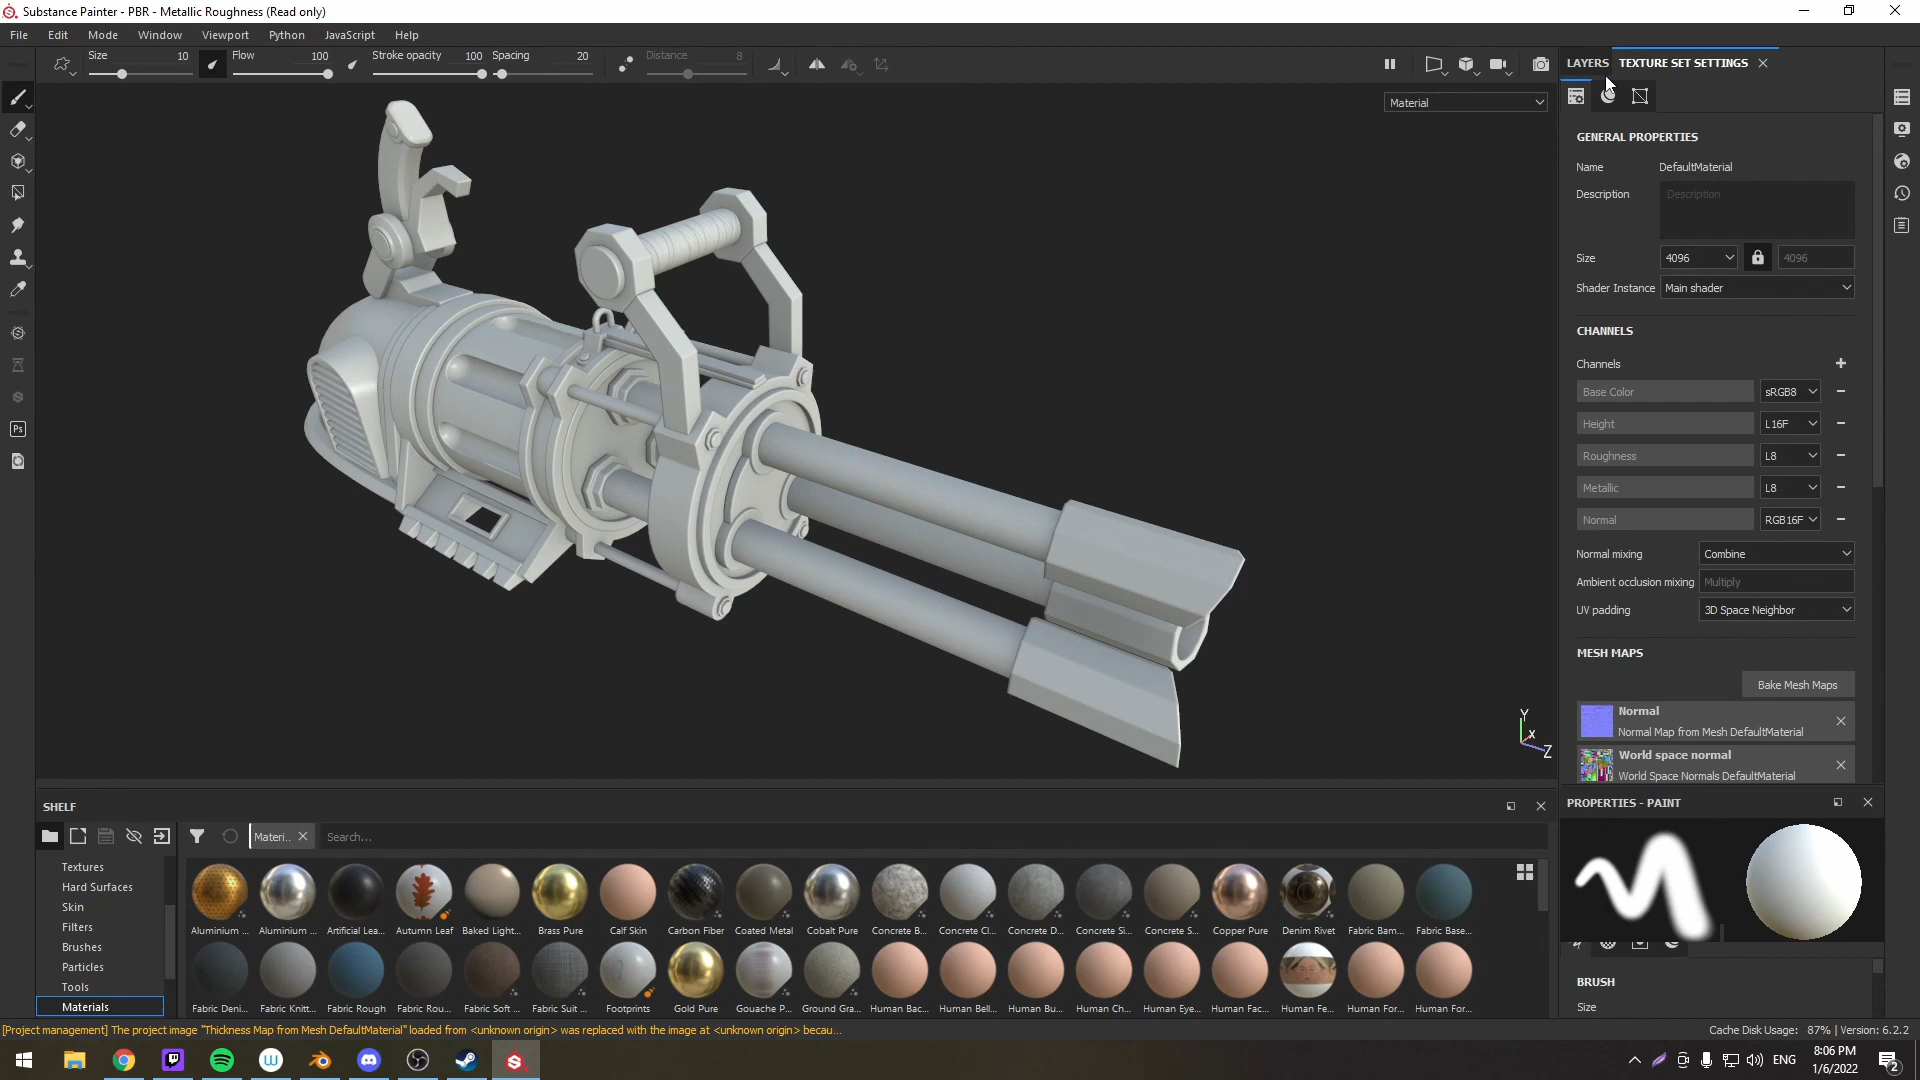 Substance Painter - PBR - Metallic Roughness (Read only)
File Edit Mode Window Viewport Python JavaScript Help
Size 10 Flow 100 Stroke opacity 100 Spacing 20 Distance 8
LAYERS TEXTURE SET SETTINGS
Material
GENERAL PROPERTIES
Name DefaultMaterial
Description Description
Size 4096 4096
Shader Instance Main shader
CHANNELS
Channels
Base Color sRGB8
Height L16F
Roughness L8
Metallic L8
Normal RGB16F
Normal mixing Combine
Ambient occlusion mixing Multiply
UV padding 3D Space Neighbor
MESH MAPS
Bake Mesh Maps
Normal
Normal Map from Mesh DefaultMaterial
World space normal
World Space Normals DefaultMaterial
Y
X
Z
SHELF
Materi..
Search...
Textures
Hard Surfaces
Skin
Filters
Brushes
Particles
Tools
Materials
Aluminium ... Aluminium ... Artificial Lea... Autumn Leaf Baked Light... Brass Pure Calf Skin Carbon Fiber Coated Metal Cobalt Pure Concrete B... Concrete Cl... Concrete D... Concrete Si... Concrete S... Copper Pure Denim Rivet Fabric Bam... Fabric Base...
Fabric Deni... Fabric Knitt... Fabric Rough Fabric Rou... Fabric Soft ... Fabric Suit ... Footprints Gold Pure Gouache P... Ground Gra... Human Bac... Human Bell... Human Bu... Human Ch... Human Eye... Human Fac... Human Fe... Human For... Human For...
PROPERTIES - PAINT
BRUSH
Size
[Project management] The project image "Thickness Map from Mesh DefaultMaterial" loaded from <unknown origin> was replaced with the image at <unknown origin> becau...
Cache Disk Usage: 87% | Version: 6.2.2
Ps
ENG
8:06 PM
1/6/2022
2